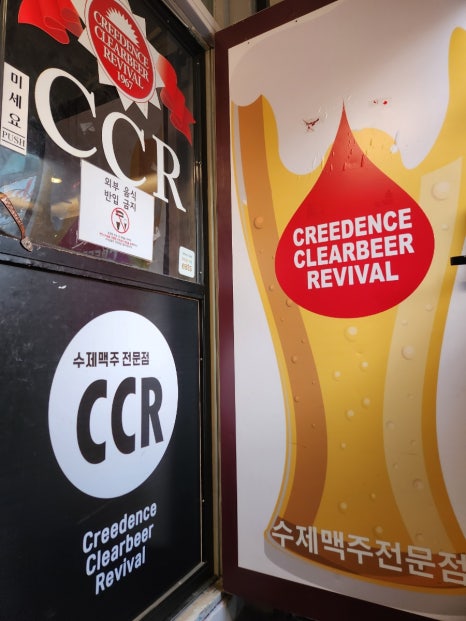 CREEDENCE
CLEARBEER
REVIVAL
1967
CCR
미세요
PUSH
외부 음식
반입 금지
수제맥주 전문점
CCR
Creedence
Clearbeer
Revival
CREEDENCE
CLEARBEER
REVIVAL
수제맥주전문점